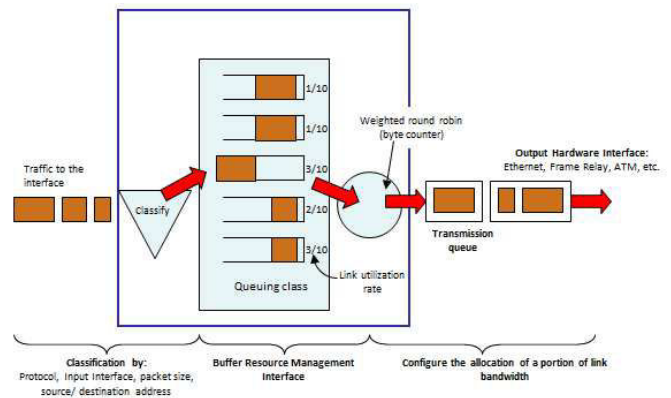 Traffic to the
interface
Classify
1/10
1/10
3/10
2/10
3/10
Queuing class
Weighted round robin
(byte counter)
Link utilization
rate
Output Hardware Interface:
Ethernet, Frame Relay, ATM, etc.
Transmission
queue
Classification by:
Protocol, Input Interface, packet size,
source/ destination address
Buffer Resource Management
Interface
Configure the allocation of a portion of link
bandwidth